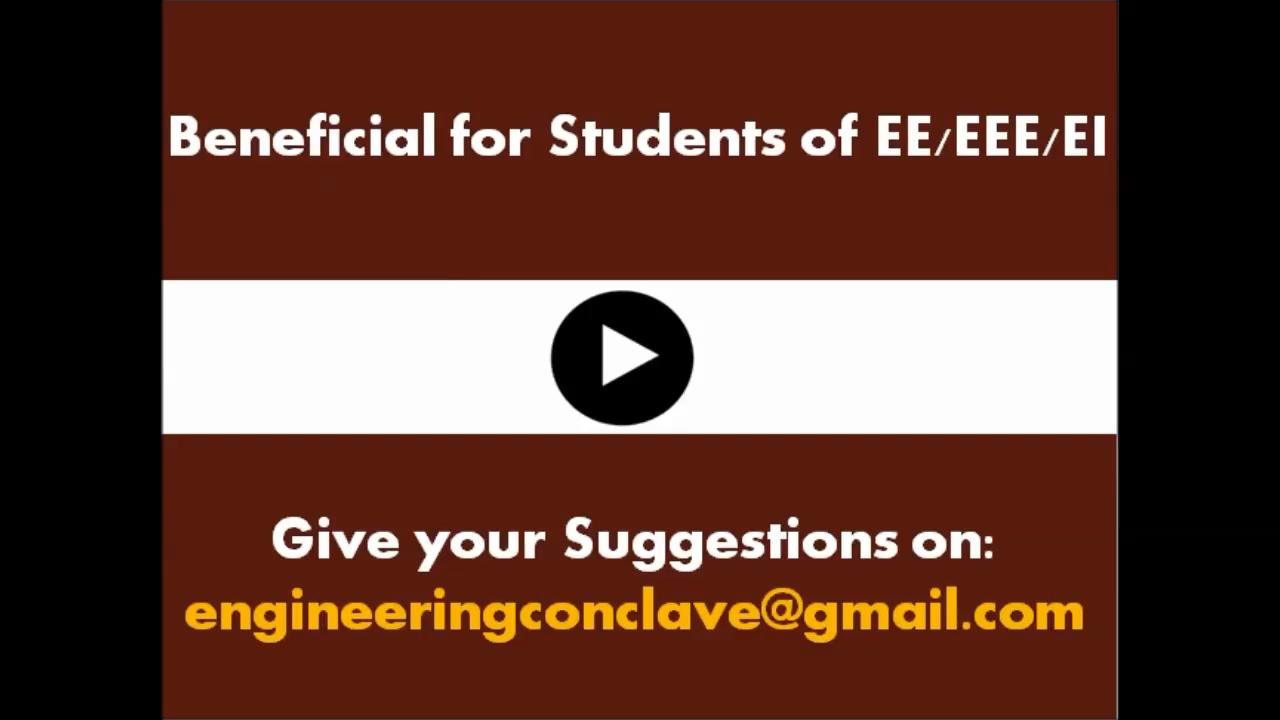 Beneficial for Students of EE/EEE/EI
Give your Suggestions on:
engineeringconclave@gmail.com